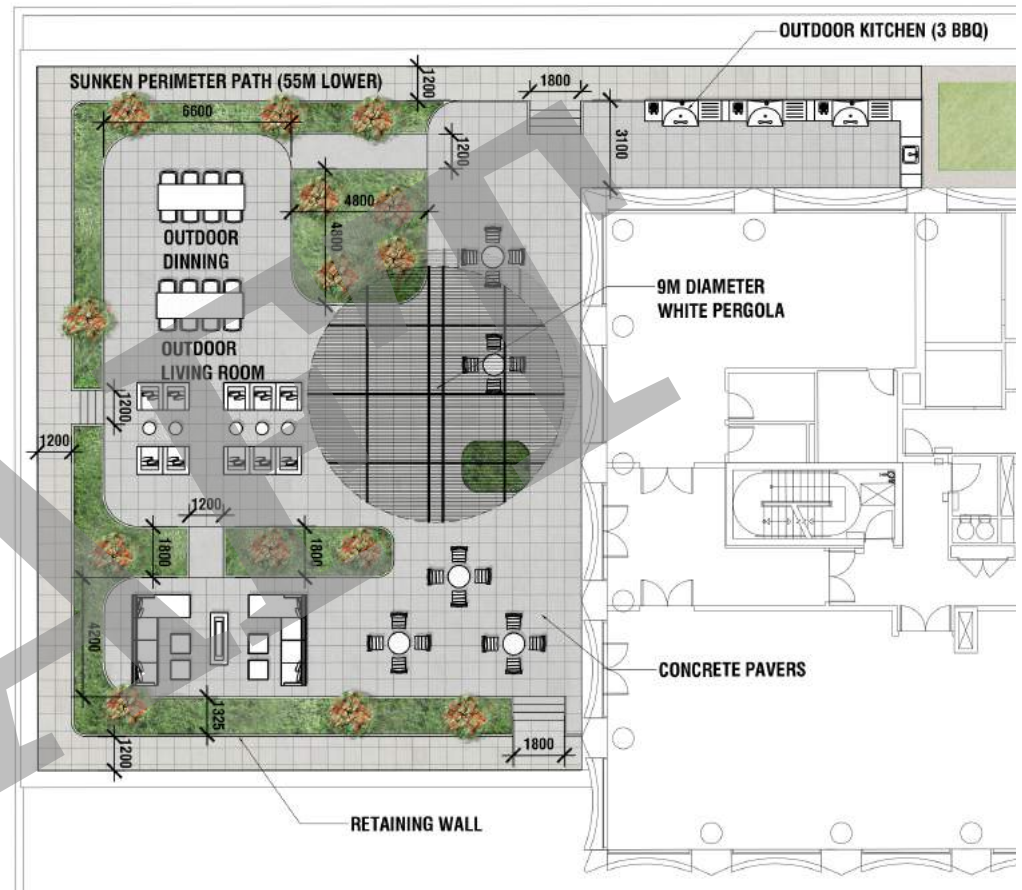 OUTDOOR KITCHEN (3 BBQ)
SUNKEN PERIMETER PATH (55M LOWER)
1200
1800
6600
3100
1200
4800
4800
OUTDOOR
DINNING
9M DIAMETER
WHITE PERGOLA
OUTDOOR
LIVING ROOM
1200
1200
1200
1800
1800
4200
CONCRETE PAVERS
1325
1200
1800
RETAINING WALL